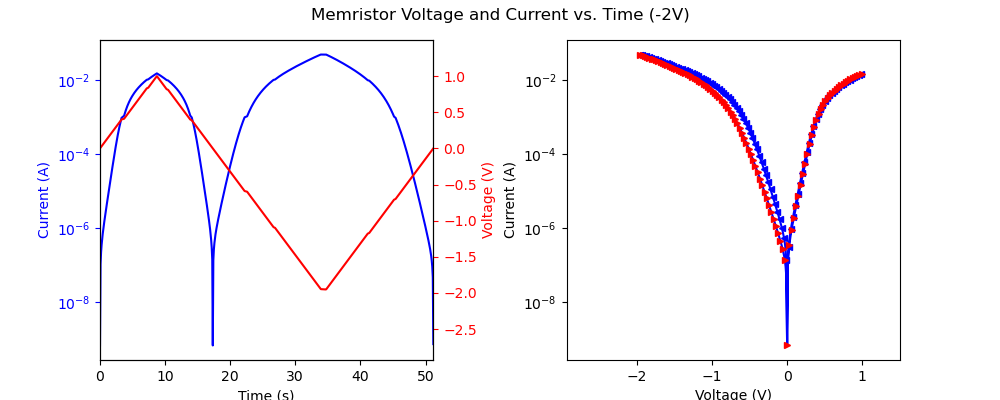 Memristor Voltage and Current vs. Time (-2V)
Current (A)
10⁻²
10⁻⁴
10⁻⁶
10⁻⁸
0 10 20 30 40 50
Time (s)
1.0
0.5
0.0
−0.5
−1.0
−1.5
−2.0
−2.5
Voltage (V)
Current (A)
10⁻²
10⁻⁴
10⁻⁶
10⁻⁸
−2 −1 0 1
Voltage (V)